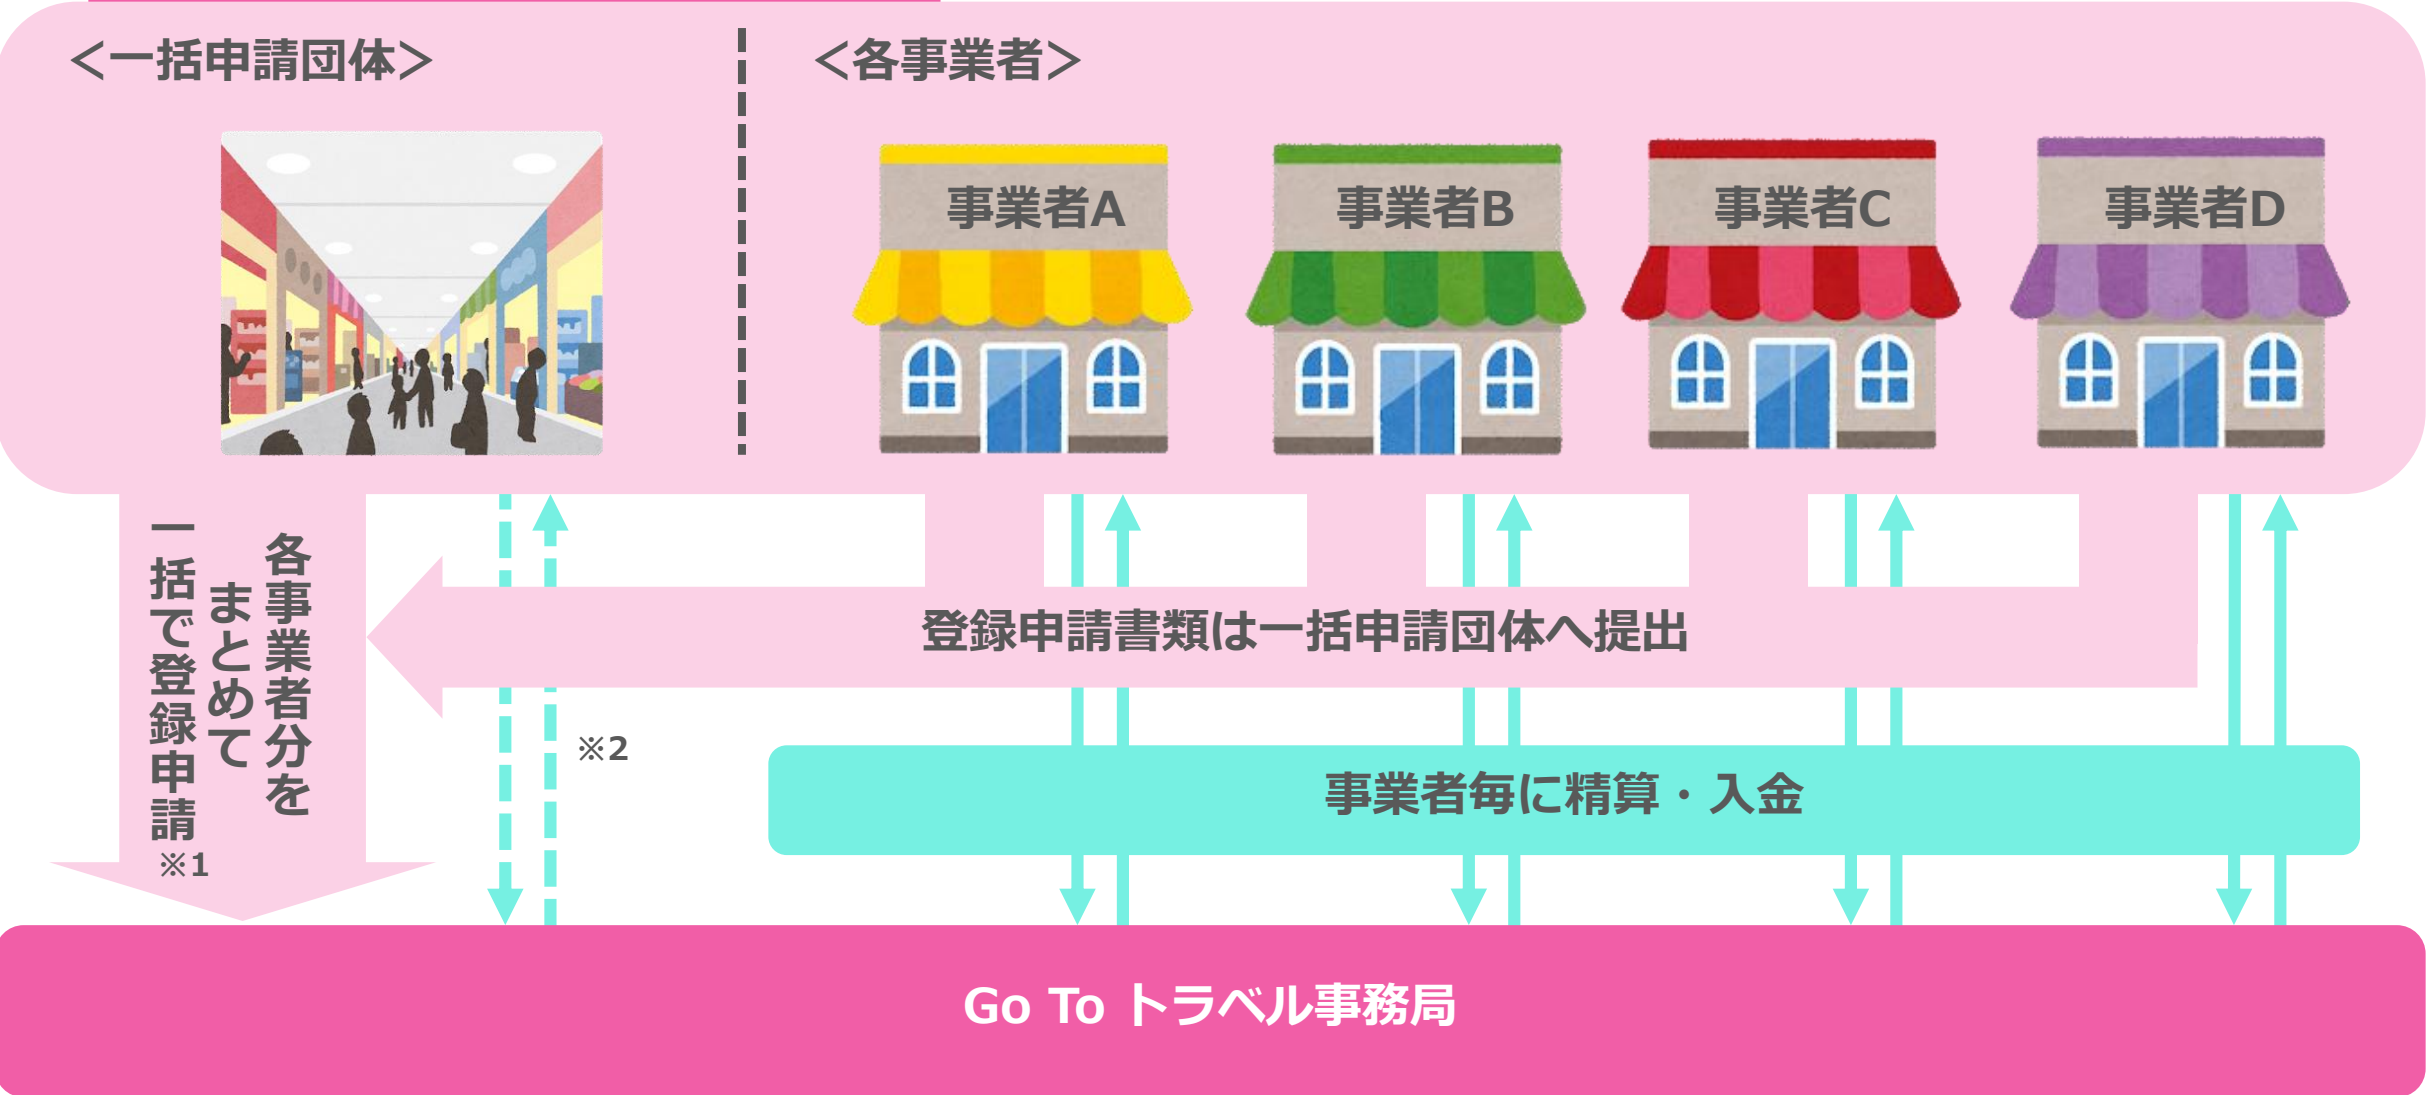 ＜一括申請団体＞
＜各事業者＞
事業者A
事業者B
事業者C
事業者D
各事業者分を
まとめて
一括で登録申請
※1
登録申請書類は一括申請団体へ提出
※2
事業者毎に精算・入金
Go To トラベル事務局